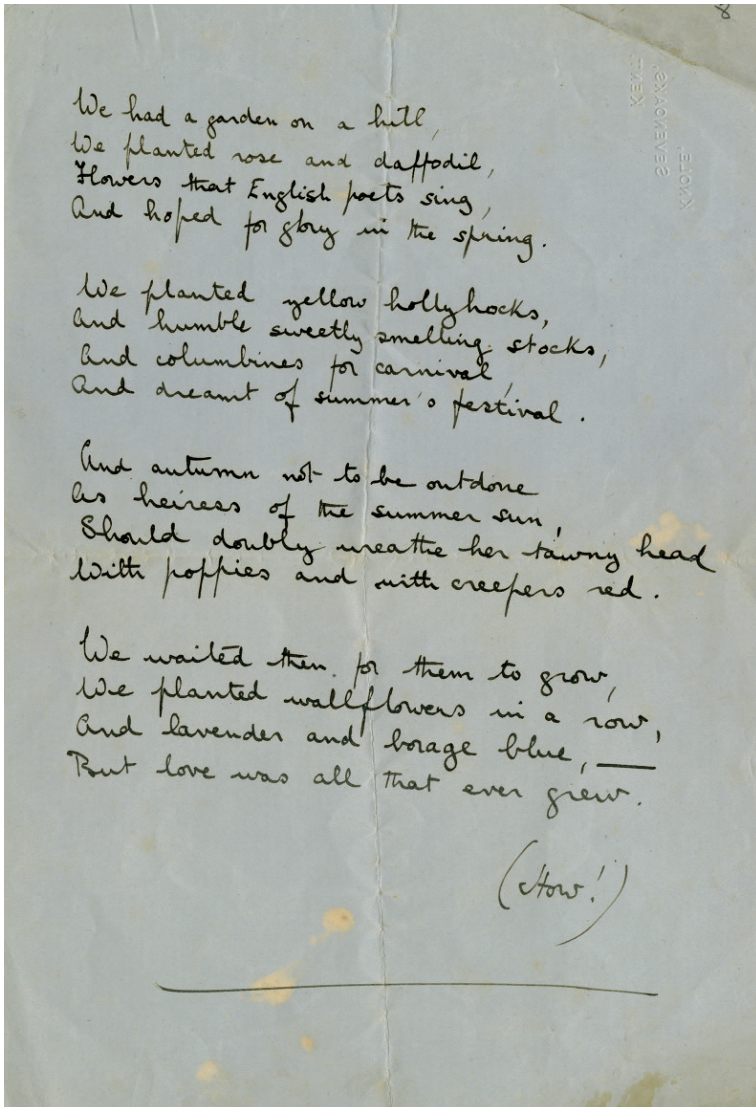 KNOLE,
SEVENOAKS,
KENT.
We had a garden on a hill,
We planted rose and daffodil,
Flowers that English poets sing,
And hoped for glory in the spring.
We planted yellow hollyhocks,
And humble sweetly smelling stocks,
And columbines for carnival,
And dreamt of summer's festival.
And autumn not to be outdone
As heiress of the summer sun,
Should doubly wreathe her tawny head
With poppies and with creepers red.
We waited then for them to grow,
We planted wallflowers in a row,
And lavender and borage blue, —
But love was all that ever grew.
(How!)